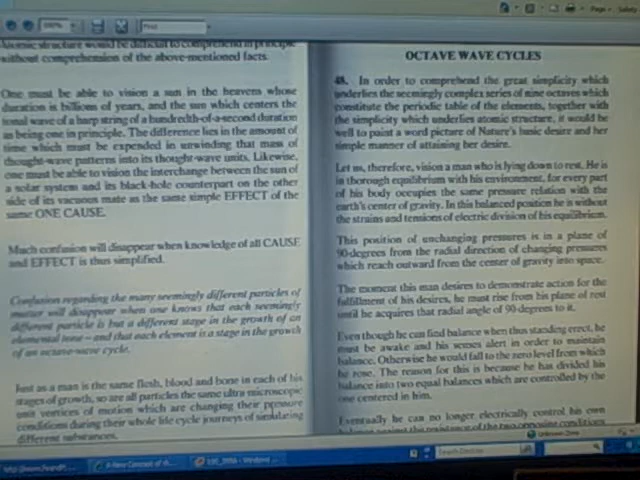 100%
Find
Page
Safety
Atomic structure would be difficult to comprehend in principle
without comprehension of the above-mentioned facts.
One must be able to vision a sun in the heavens whose
duration is billions of years, and the sun which centers the
tonal wave of a harp string of a hundredth-of-a-second duration
as being one in principle. The difference lies in the amount of
time which must be expended in unwinding that mass of
thought-wave patterns into its thought-wave units. Likewise,
one must be able to vision the interchange between the sun of
a solar system and its black-hole counterpart on the other
side of its vacuous mate as the same simple EFFECT of the
same ONE CAUSE.
Much confusion will disappear when knowledge of all CAUSE
and EFFECT is thus simplified.
Confusion regarding the many seemingly different particles of
matter will disappear when one knows that each seemingly
different particle is but a different stage in the growth of an
elemental tone – and that each element is a stage in the growth
of an octave-wave cycle.
Just as a man is the same flesh, blood and bone in each of his
stages of growth, so are all particles the same ultra microscopic
unit vortices of motion which are changing their pressure
conditions during their whole life cycle journeys of simulating
different substances.
OCTAVE WAVE CYCLES
48. In order to comprehend the great simplicity which
underlies the seemingly complex series of nine octaves which
constitute the periodic table of the elements, together with
the simplicity which underlies atomic structure, it would be
well to paint a word picture of Nature's basic desire and her
simple manner of attaining her desire.
Let us, therefore, vision a man who is lying down to rest. He is
in thorough equilibrium with his environment, for every part
of his body occupies the same pressure relation with the
earth's center of gravity. In this balanced position he is without
the strains and tensions of electric division of his equilibrium.
This position of unchanging pressures is in a plane of
90-degrees from the radial direction of changing pressures
which reach outward from the center of gravity into space.
The moment this man desires to demonstrate action for the
fulfillment of his desires, he must rise from his plane of rest
until he acquires that radial angle of 90-degrees to it.
Even though he can find balance when thus standing erect, he
must be awake and his senses alert in order to maintain
balance. Otherwise he would fall to the zero level from which
he rose. The reason for this is because he has divided his
balance into two equal balances which are controlled by the
one centered in him.
Eventually he can no longer electrically control his own
balance against the resistance of the two opposing conditions
Unknown Zone
A New Concept of th...
Windows
Search Desktop